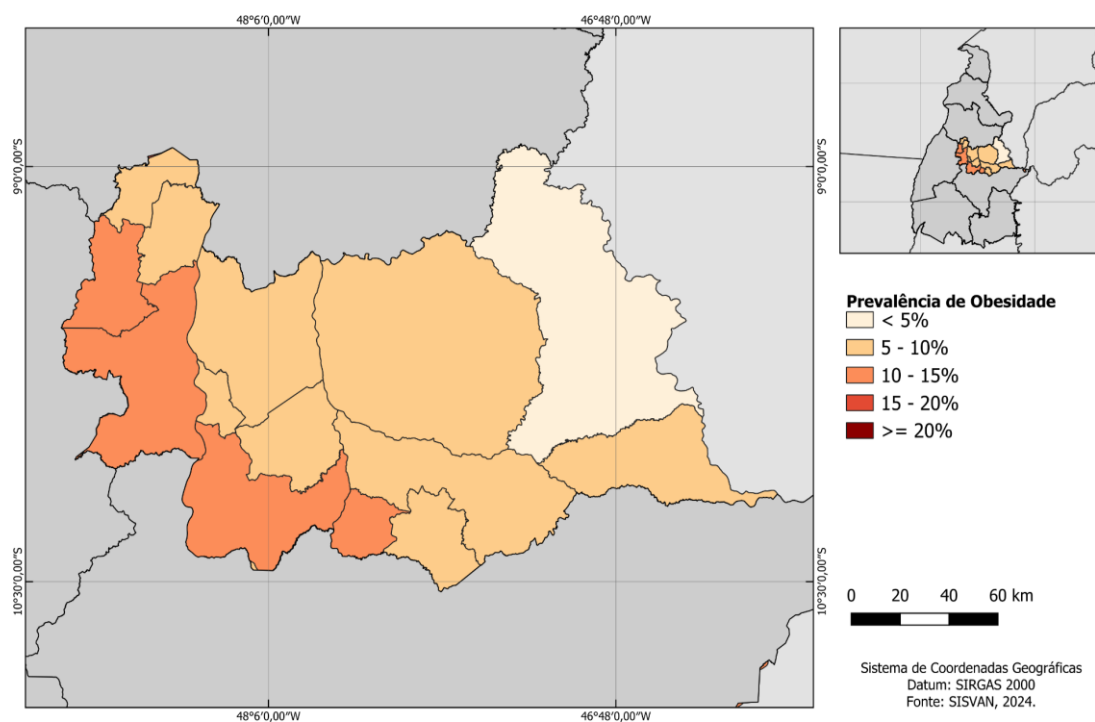 48°6'0,00"W
46°48'0,00"W
9°0'0,00"S
9°0'0,00"S
10°30'0,00"S
10°30'0,00"S
48°6'0,00"W
46°48'0,00"W
Prevalência de Obesidade
< 5%
5 - 10%
10 - 15%
15 - 20%
>= 20%
0 20 40 60 km
Sistema de Coordenadas Geográficas
Datum: SIRGAS 2000
Fonte: SISVAN, 2024.